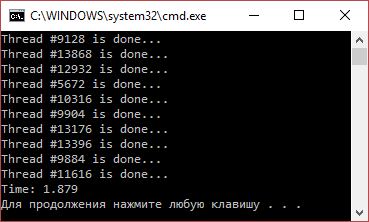 C:\WINDOWS\system32\cmd.exe
Thread #9128 is done...
Thread #13868 is done...
Thread #12932 is done...
Thread #5672 is done...
Thread #10316 is done...
Thread #9904 is done...
Thread #13176 is done...
Thread #13396 is done...
Thread #9884 is done...
Thread #11616 is done...
Time: 1.879
Для продолжения нажмите любую клавишу . . .